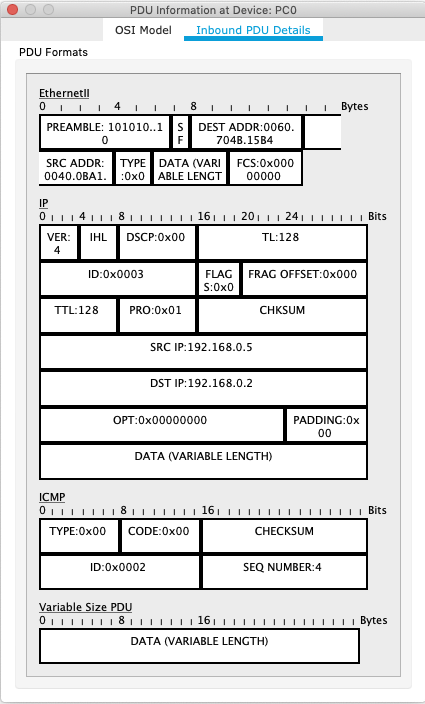 PDU Information at Device: PC0
OSI Model Inbound PDU Details
PDU Formats
EthernetII
0 4 8 Bytes
PREAMBLE: 101010..1 S DEST ADDR:0060.
0 F 704B.15B4
SRC ADDR: TYPE DATA (VARI FCS:0x000
0040.0BA1. :0x0 ABLE LENGT 00000
IP
0 4 8 16 20 24 Bits
VER: IHL DSCP:0x00 TL:128
4
ID:0x0003 FLAG FRAG OFFSET:0x000
S:0x0
TTL:128 PRO:0x01 CHKSUM
SRC IP:192.168.0.5
DST IP:192.168.0.2
OPT:0x00000000 PADDING:0x
00
DATA (VARIABLE LENGTH)
ICMP
0 8 16 Bits
TYPE:0x00 CODE:0x00 CHECKSUM
ID:0x0002 SEQ NUMBER:4
Variable Size PDU
0 8 16 Bytes
DATA (VARIABLE LENGTH)